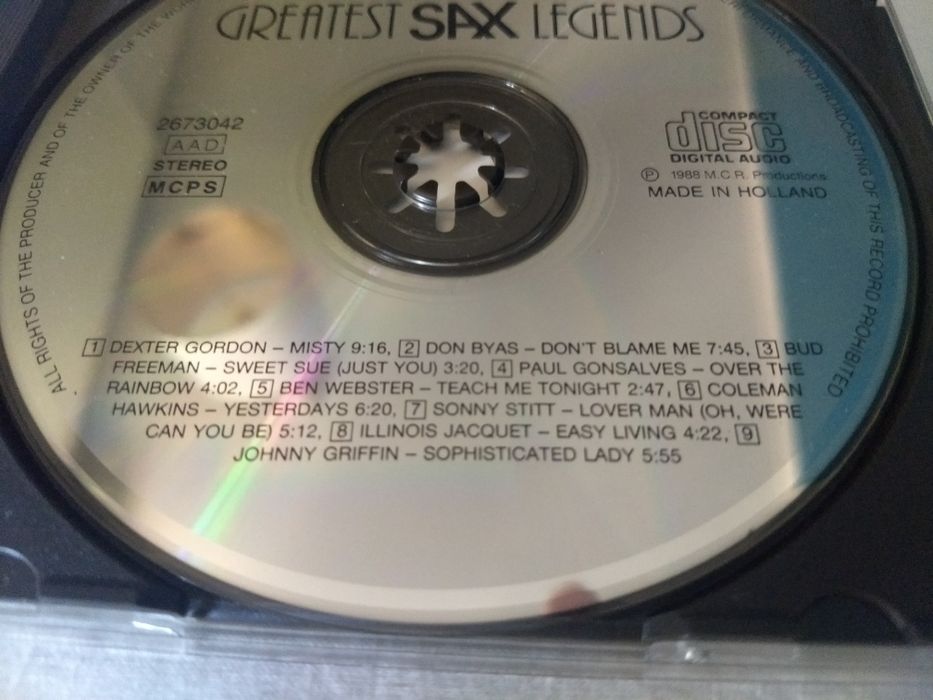 GREATEST SAX LEGENDS
2673042
AAD
STEREO
MCPS
COMPACT
disc
DIGITAL AUDIO
Ⓟ 1988 M.C.R. Productions
MADE IN HOLLAND
ALL RIGHTS OF THE PRODUCER AND OF THE OWNER OF THE
AND BROADCASTING OF THIS RECORD PROHIBITED
1 DEXTER GORDON – MISTY 9:16, 2 DON BYAS – DON'T BLAME ME 7:45, 3 BUD
FREEMAN – SWEET SUE (JUST YOU) 3:20, 4 PAUL GONSALVES – OVER THE
RAINBOW 4:02, 5 BEN WEBSTER – TEACH ME TONIGHT 2:47, 6 COLEMAN
HAWKINS – YESTERDAYS 6:20, 7 SONNY STITT – LOVER MAN (OH, WERE
CAN YOU BE) 5:12, 8 ILLINOIS JACQUET – EASY LIVING 4:22, 9
JOHNNY GRIFFIN – SOPHISTICATED LADY 5:55